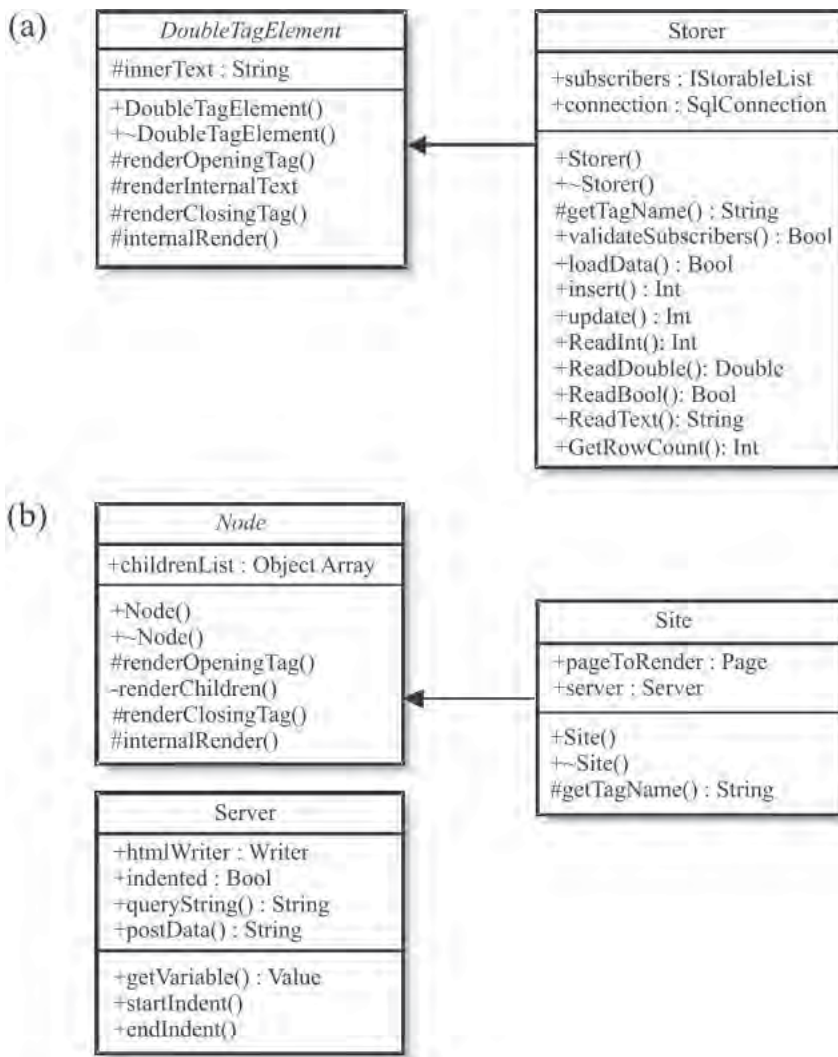 (a)
DoubleTagElement
#innerText : String
+DoubleTagElement()
+~DoubleTagElement()
#renderOpeningTag()
#renderInternalText
#renderClosingTag()
#internalRender()
Storer
+subscribers : IStorableList
+connection : SqlConnection
+Storer()
+~Storer()
#getTagName() : String
+validateSubscribers() : Bool
+loadData() : Bool
+insert() : Int
+update() : Int
+ReadInt(): Int
+ReadDouble(): Double
+ReadBool(): Bool
+ReadText(): String
+GetRowCount(): Int
(b)
Node
+childrenList : Object Array
+Node()
+~Node()
#renderOpeningTag()
-renderChildren()
#renderClosingTag()
#internalRender()
Site
+pageToRender : Page
+server : Server
+Site()
+~Site()
#getTagName() : String
Server
+htmlWriter : Writer
+indented : Bool
+queryString() : String
+postData() : String
+getVariable() : Value
+startIndent()
+endIndent()